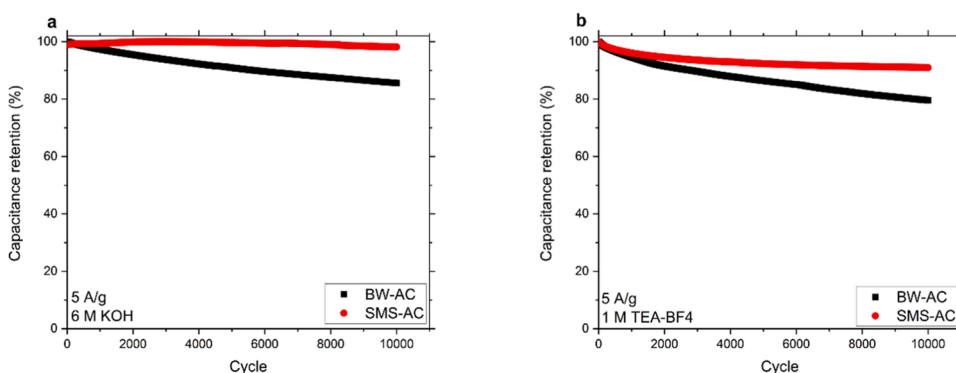 a
Capacitance retention (%)
100
80
60
40
20
0
5 A/g
6 M KOH
BW-AC
SMS-AC
0 2000 4000 6000 8000 10000
Cycle
b
Capacitance retention (%)
100
80
60
40
20
0
5 A/g
1 M TEA-BF4
BW-AC
SMS-AC
0 2000 4000 6000 8000 10000
Cycle